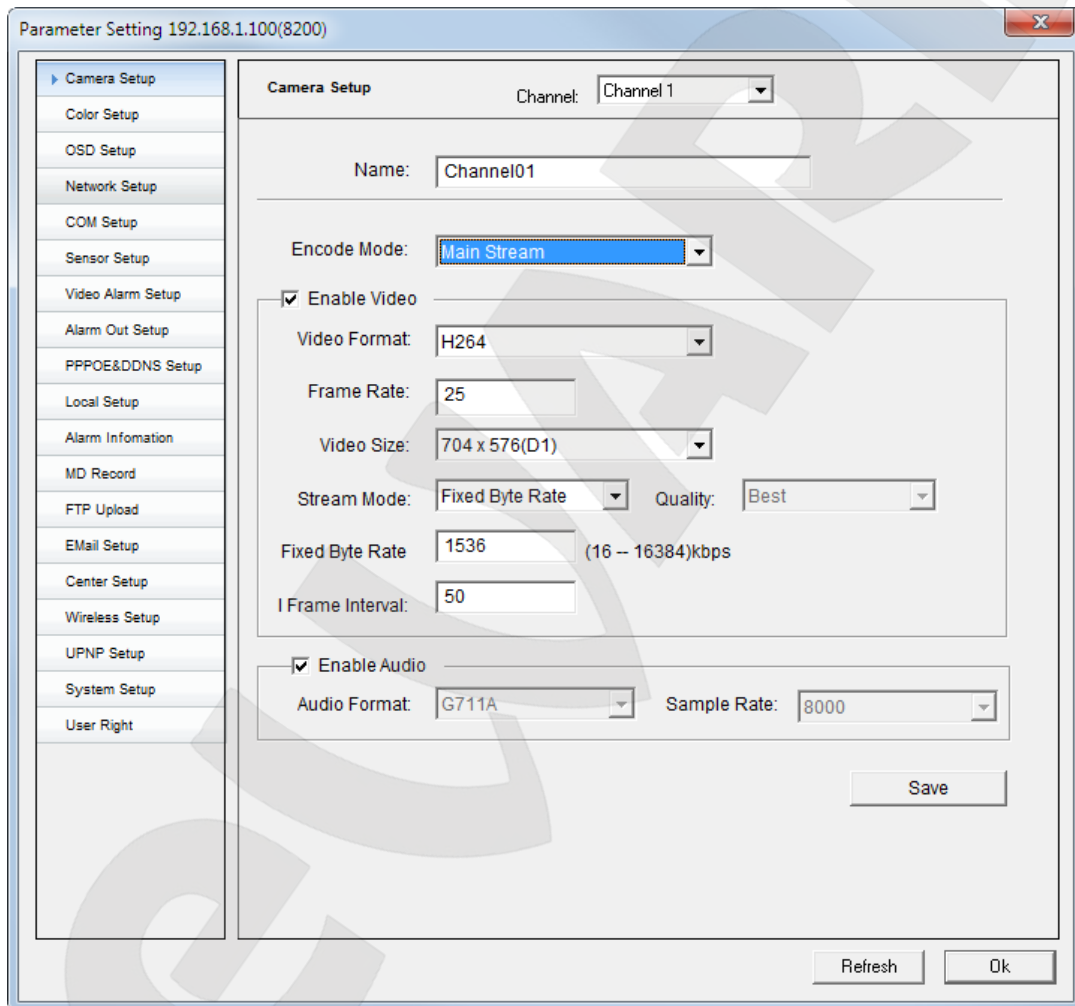 Parameter Setting 192.168.1.100(8200)
x
Camera Setup
Color Setup
OSD Setup
Network Setup
COM Setup
Sensor Setup
Video Alarm Setup
Alarm Out Setup
PPPOE&DDNS Setup
Local Setup
Alarm Infomation
MD Record
FTP Upload
EMail Setup
Center Setup
Wireless Setup
UPNP Setup
System Setup
User Right
Camera Setup Channel: Channel 1
Name: Channel01
Encode Mode: Main Stream
Enable Video
Video Format: H264
Frame Rate: 25
Video Size: 704 x 576(D1)
Stream Mode: Fixed Byte Rate Quality: Best
Fixed Byte Rate 1536 (16 -- 16384)kbps
I Frame Interval: 50
Enable Audio
Audio Format: G711A Sample Rate: 8000
Save
Refresh Ok